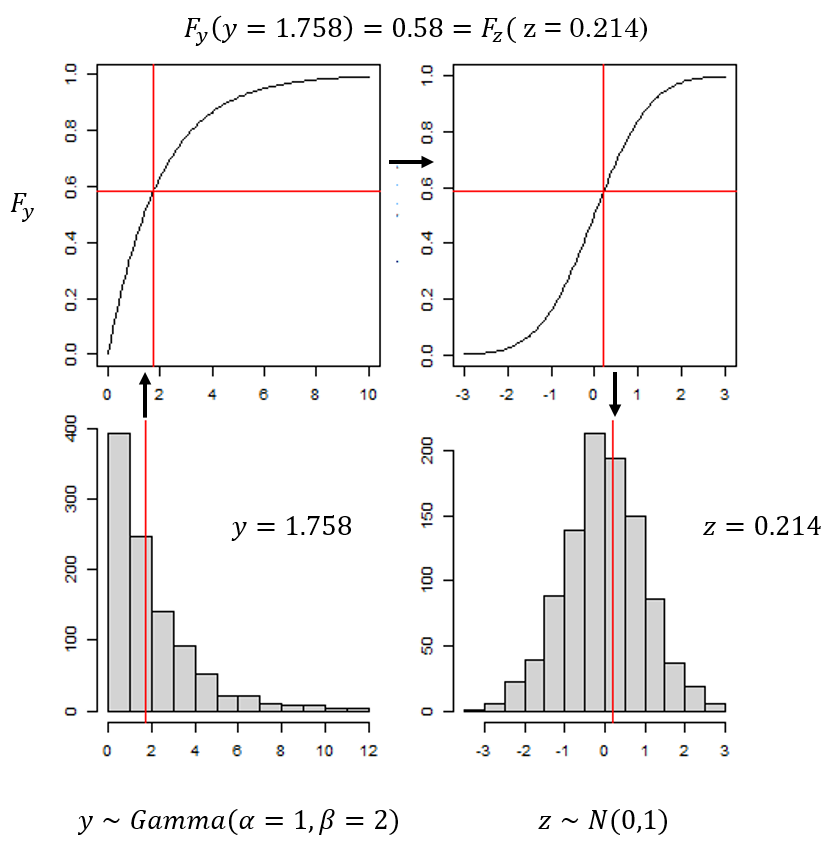 F_y(y = 1.758) = 0.58 = F_z( z = 0.214)
F_y
0.0 0.2 0.4 0.6 0.8 1.0
0 2 4 6 8 10
0.0 0.2 0.4 0.6 0.8 1.0
-3 -2 -1 0 1 2 3
0 100 200 300 400
y = 1.758
0 2 4 6 8 10 12
0 50 100 150 200
z = 0.214
-3 -2 -1 0 1 2 3
y ~ Gamma(α = 1, β = 2)
z ~ N(0,1)